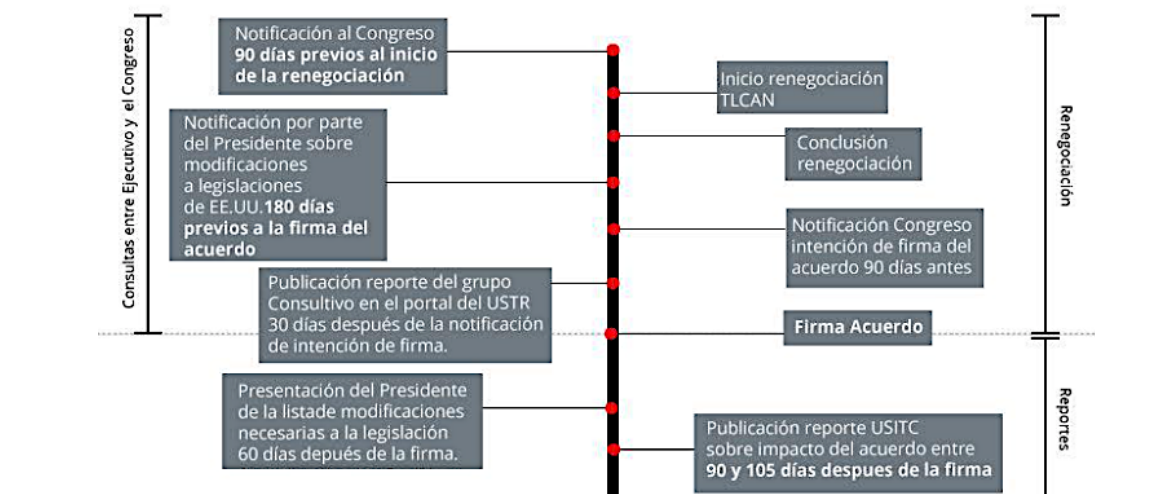 Consultas entre Ejecutivo y el Congreso
Notificación al Congreso
90 días previos al inicio
de la renegociación
Inicio renegociación
TLCAN
Renegociación
Notificación por parte
del Presidente sobre
modificaciones
a legislaciones
de EE.UU.180 días
previos a la firma del
acuerdo
Conclusión
renegociación
Notificación Congreso
intención de firma del
acuerdo 90 días antes
Publicación reporte del grupo
Consultivo en el portal del USTR
30 días después de la notificación
de intención de firma.
Firma Acuerdo
Presentación del Presidente
de la listade modificaciones
necesarias a la legislación
60 días depués de la firma.
Reportes
Publicación reporte USITC
sobre impacto del acuerdo entre
90 y 105 días despues de la firma